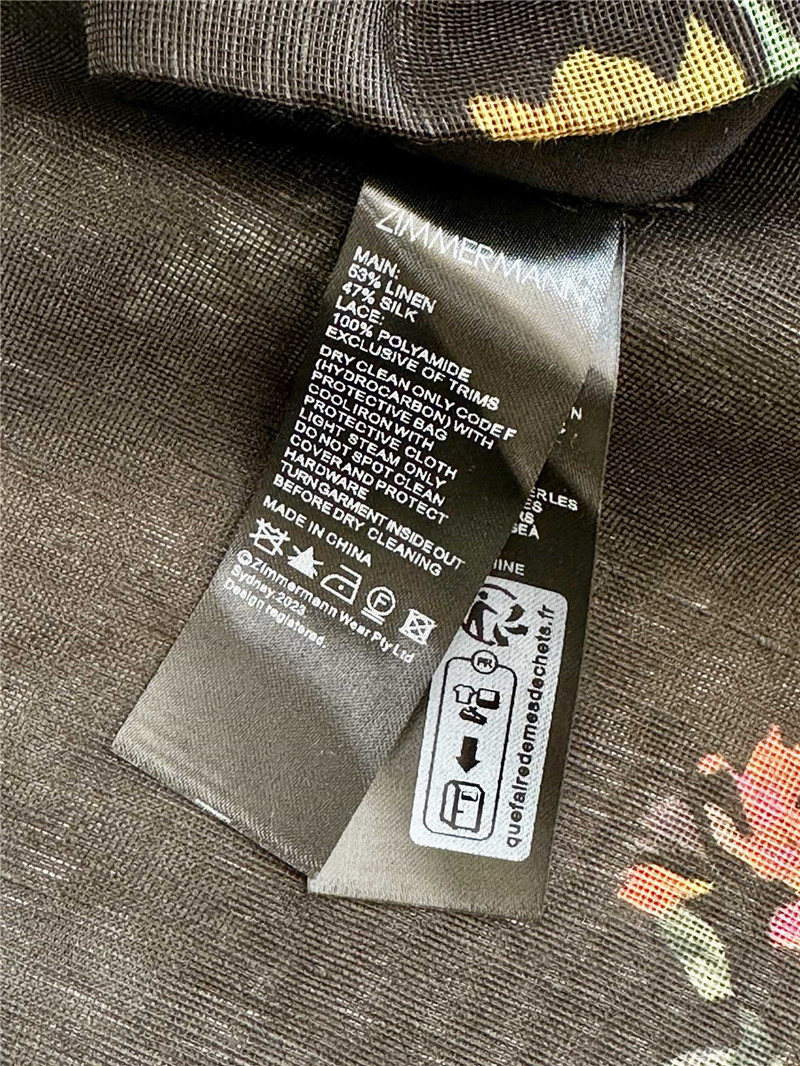 ZIMMERMANN
MAIN:
53% LINEN
47% SILK
LACE:
100% POLYAMIDE
EXCLUSIVE OF TRIMS
DRY CLEAN ONLY CODE F
(HYDROCARBON) WITH
PROTECTIVE BAG
COOL IRON WITH
PROTECTIVE CLOTH
LIGHT STEAM ONLY
DO NOT SPOT CLEAN
COVER AND PROTECT
HARDWARE
TURN GARMENT INSIDE OUT
BEFORE DRY CLEANING
MADE IN CHINA
F
©Zimmermann Wear Pty Ltd
Sydney.2023
Design registered.
SEA
FR
quefairedemesdechets.fr